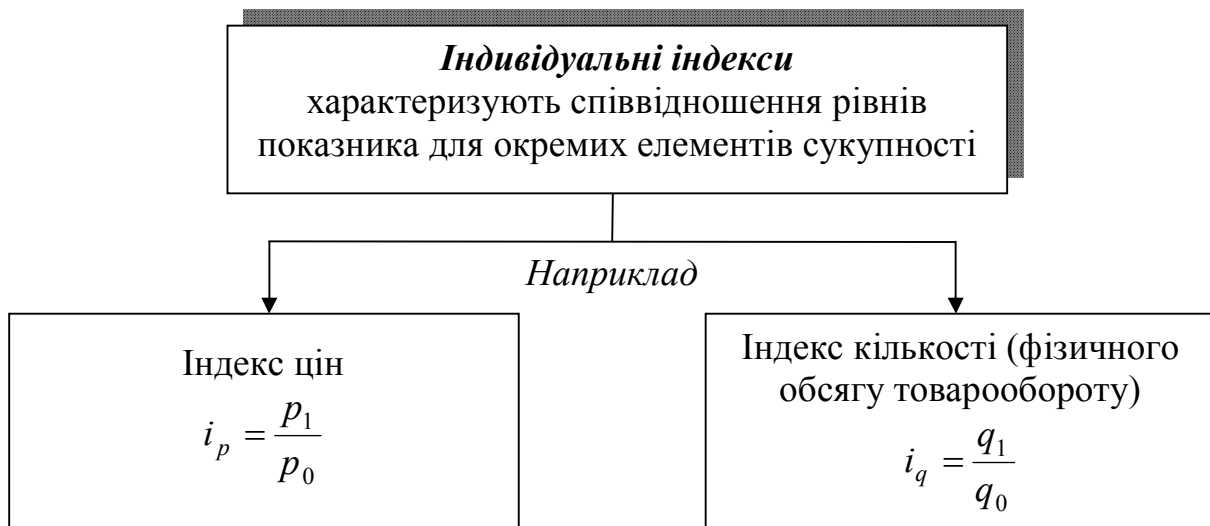 Індивідуальні індекси
характеризують співвідношення рівнів
показника для окремих елементів сукупності
Наприклад
Індекс цін
i_p = p_1 / p_0
Індекс кількості (фізичного
обсягу товарообороту)
i_q = q_1 / q_0